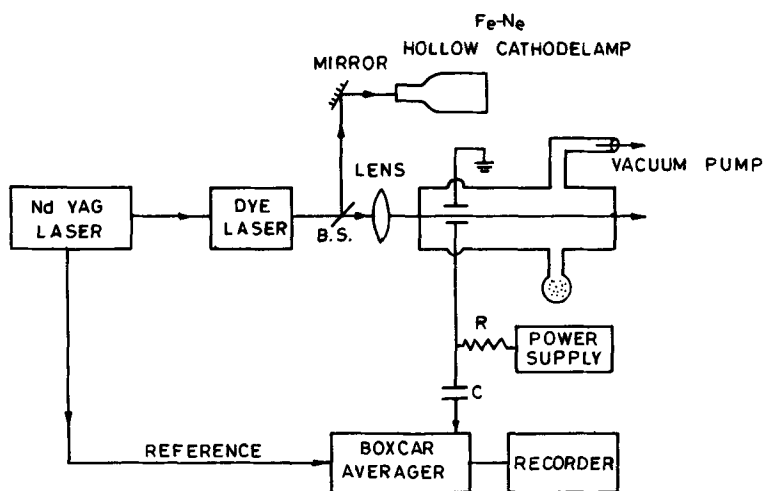 Fe-Ne
HOLLOW CATHODELAMP
MIRROR
LENS
VACUUM PUMP
Nd YAG
LASER
DYE
LASER
B.S.
R
POWER
SUPPLY
C
REFERENCE
BOXCAR
AVERAGER
RECORDER